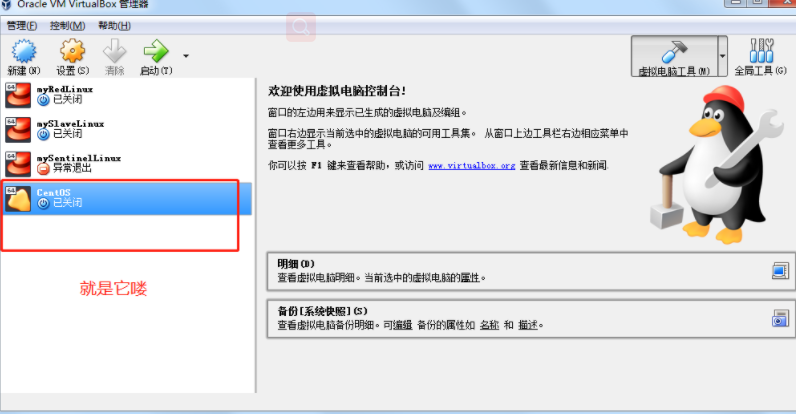 Oracle VM VirtualBox 管理器
管理(F) 控制(M) 帮助(H)
新建(N) 设置(S) 清除 启动(T) 虚拟电脑工具(M) 全局工具(G)
64 myRedLinux
已关闭
64 mySlaveLinux
已关闭
64 mySentinelLinux
异常退出
64 CentOS
已关闭
就是它喽
欢迎使用虚拟电脑控制台!
窗口的左边用来显示已生成的虚拟电脑及编组。
窗口右边显示当前选中的虚拟电脑的可用工具集。 从窗口上边工具栏右边相应菜单中
查看更多工具。
你可以按 F1 键来查看帮助，或访问 www.virtualbox.org 查看最新信息和新闻.
明细(D)
查看虚拟电脑明细。当前选中的虚拟电脑的属性。
备份[系统快照](S)
查看虚拟电脑备份明细。可编辑 备份的属性如 名称 和 描述。